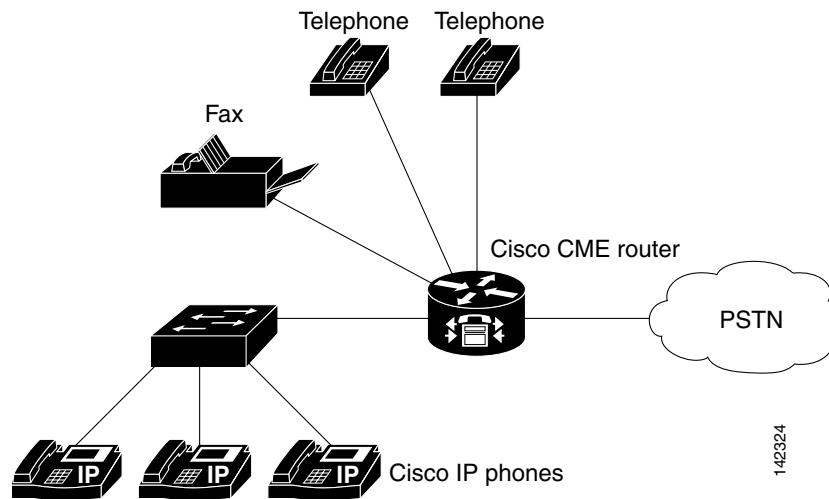 Telephone
Telephone
Fax
Cisco CME router
PSTN
IP
IP
IP
Cisco IP phones
142324